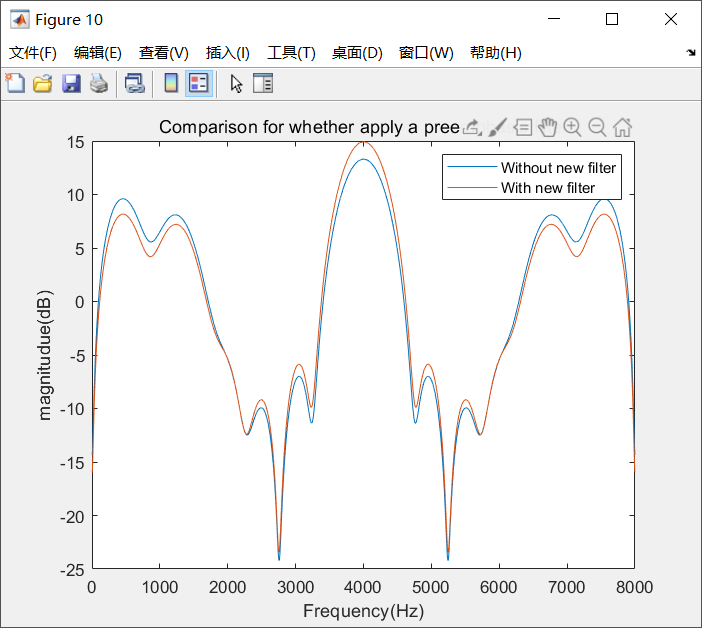 Figure 10
文件(F) 编辑(E) 查看(V) 插入(I) 工具(T) 桌面(D) 窗口(W) 帮助(H)
Comparison for whether apply a pree
Without new filter
With new filter
magnitudue(dB)
15
10
5
0
-5
-10
-15
-20
-25
0 1000 2000 3000 4000 5000 6000 7000 8000
Frequency(Hz)